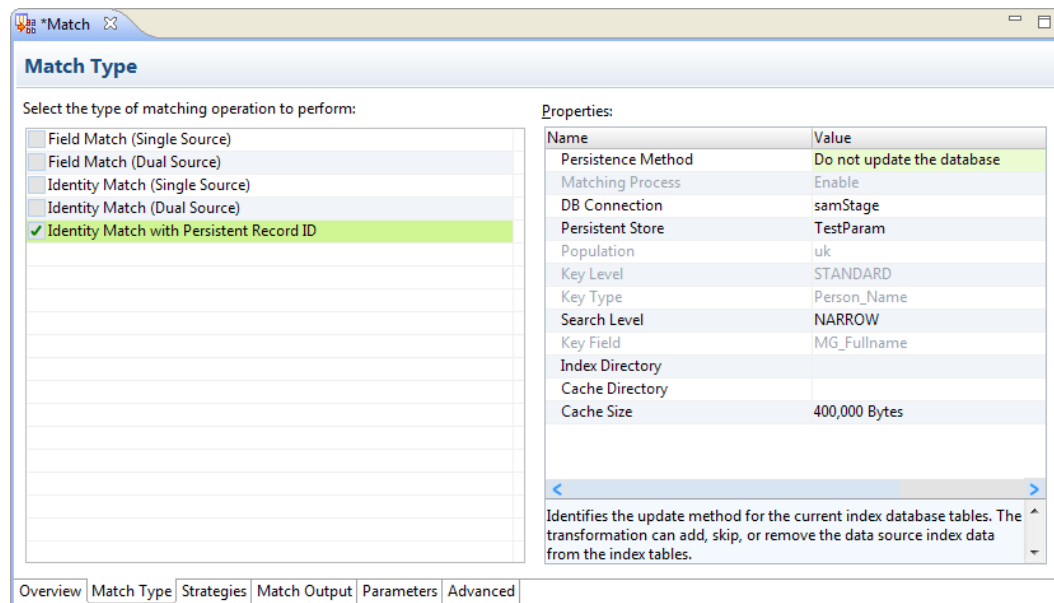 *Match
Match Type
Select the type of matching operation to perform:
Field Match (Single Source)
Field Match (Dual Source)
Identity Match (Single Source)
Identity Match (Dual Source)
Identity Match with Persistent Record ID
Properties:
Name Value
Persistence Method Do not update the database
Matching Process Enable
DB Connection samStage
Persistent Store TestParam
Population uk
Key Level STANDARD
Key Type Person_Name
Search Level NARROW
Key Field MG_Fullname
Index Directory
Cache Directory
Cache Size 400,000 Bytes
Identifies the update method for the current index database tables. The
transformation can add, skip, or remove the data source index data
from the index tables.
Overview Match Type Strategies Match Output Parameters Advanced